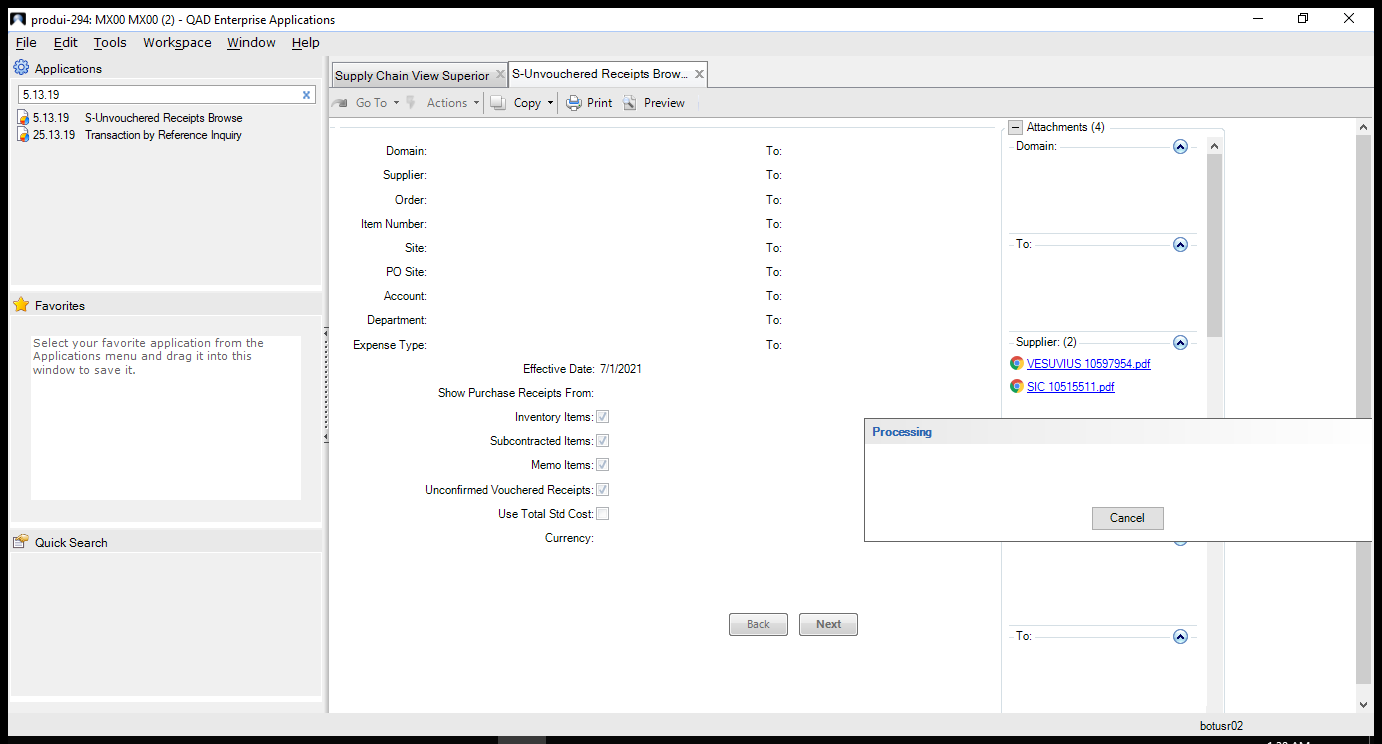 produi-294: MX00 MX00 (2) - QAD Enterprise Applications
File Edit Tools Workspace Window Help
Applications
5.13.19
5.13.19 S-Unvouchered Receipts Browse
25.13.19 Transaction by Reference Inquiry
Favorites
Select your favorite application from the
Applications menu and drag it into this
window to save it.
Quick Search
Supply Chain View Superior
S-Unvouchered Receipts Brow...
Go To Actions Copy Print Preview
Domain: To:
Supplier: To:
Order: To:
Item Number: To:
Site: To:
PO Site: To:
Account: To:
Department: To:
Expense Type: To:
Effective Date: 7/1/2021
Show Purchase Receipts From:
Inventory Items:
Subcontracted Items:
Memo Items:
Unconfirmed Vouchered Receipts:
Use Total Std Cost:
Currency:
Back Next
Attachments (4)
Domain:
To:
Supplier: (2)
VESUVIUS 10597954.pdf
SIC 10515511.pdf
Processing
Cancel
To:
botusr02